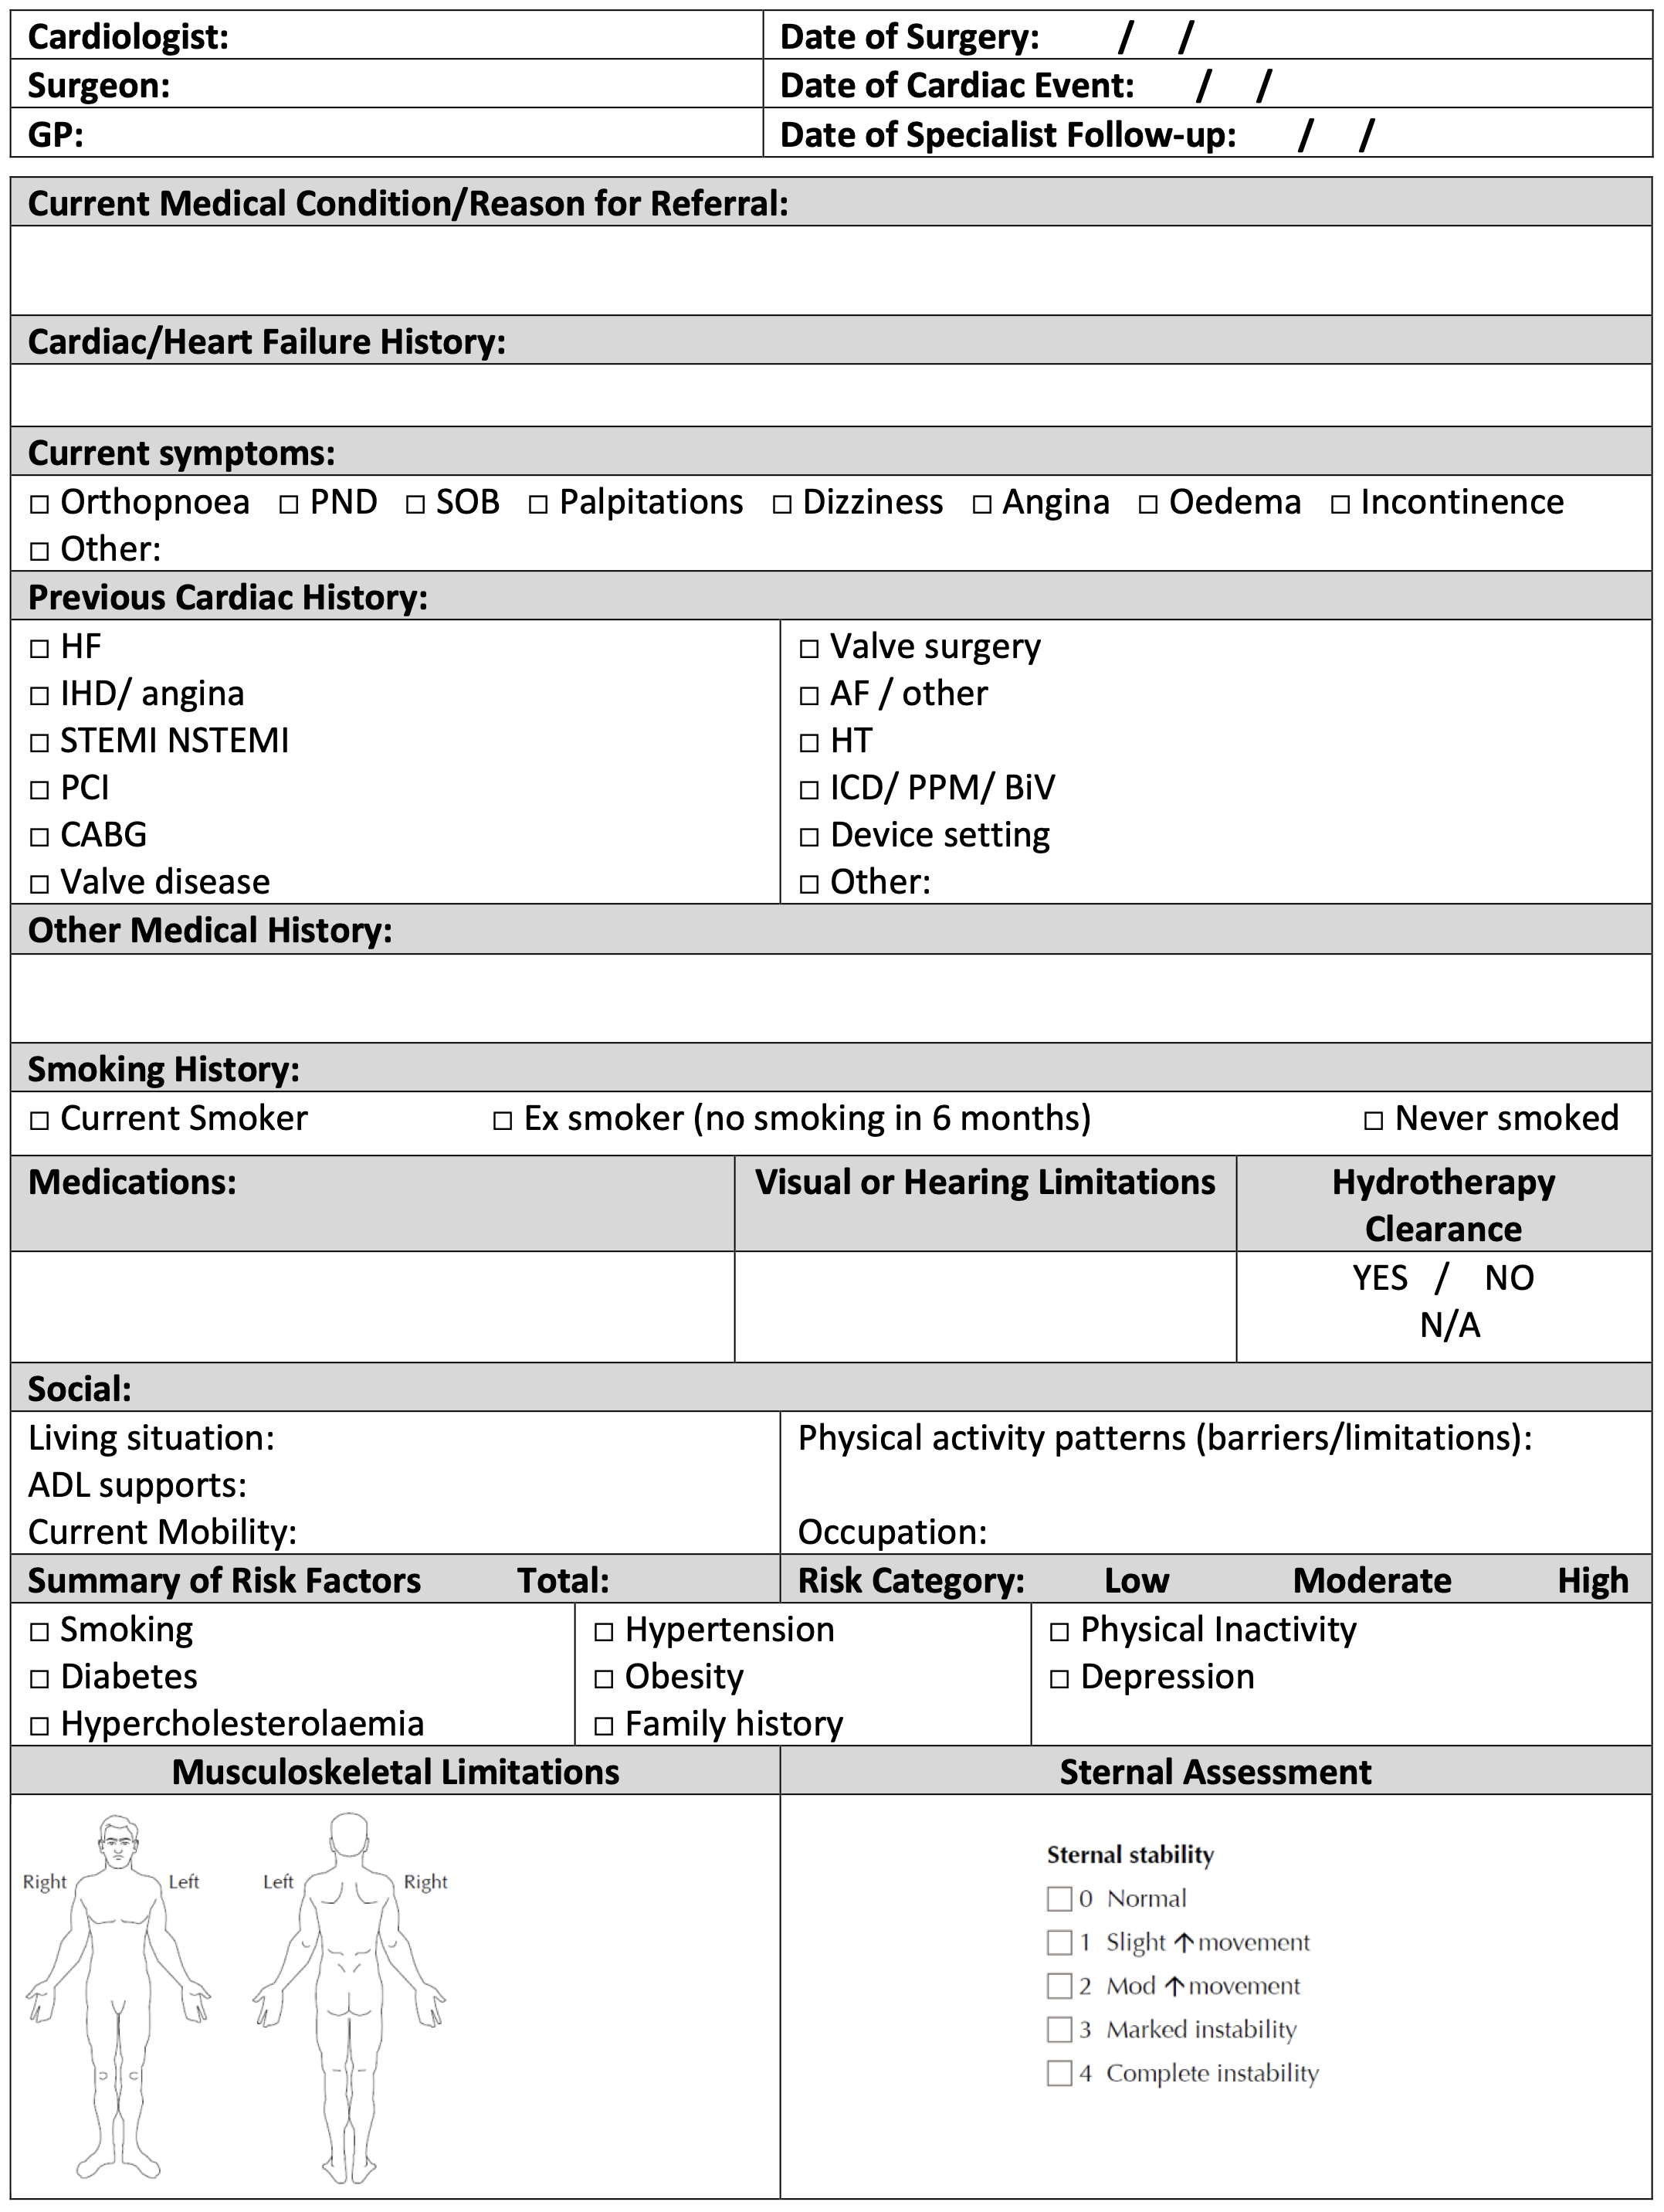 Cardiologist: Date of Surgery: / /
Surgeon: Date of Cardiac Event: / /
GP: Date of Specialist Follow-up: / /
Current Medical Condition/Reason for Referral:
Cardiac/Heart Failure History:
Current symptoms:
□ Orthopnoea □ PND □ SOB □ Palpitations □ Dizziness □ Angina □ Oedema □ Incontinence
□ Other:
Previous Cardiac History:
□ HF
□ IHD/ angina
□ STEMI NSTEMI
□ PCI
□ CABG
□ Valve disease
□ Valve surgery
□ AF / other
□ HT
□ ICD/ PPM/ BiV
□ Device setting
□ Other:
Other Medical History:
Smoking History:
□ Current Smoker □ Ex smoker (no smoking in 6 months) □ Never smoked
Medications:
Visual or Hearing Limitations
Hydrotherapy
Clearance
YES / NO
N/A
Social:
Living situation:
ADL supports:
Current Mobility:
Physical activity patterns (barriers/limitations):
Occupation:
Summary of Risk Factors Total:
Risk Category: Low Moderate High
□ Smoking
□ Diabetes
□ Hypercholesterolaemia
□ Hypertension
□ Obesity
□ Family history
□ Physical Inactivity
□ Depression
Musculoskeletal Limitations
Right Left Left Right
Sternal Assessment
Sternal stability
□ 0 Normal
□ 1 Slight ↑ movement
□ 2 Mod ↑ movement
□ 3 Marked instability
□ 4 Complete instability